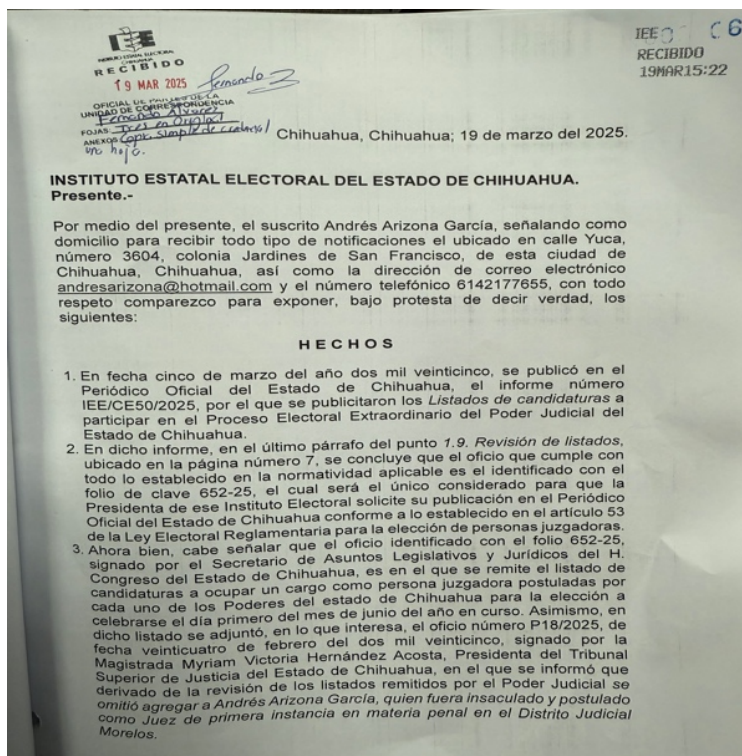 IEE
INSTITUTO ESTATAL ELECTORAL
CHIHUAHUA
RECIBIDO
19 MAR 2025
OFICIAL DE PARTES DE LA
UNIDAD DE CORRESPONDENCIA
Fernando Alvarez
FOJAS Tres en Original
ANEXOS Copia simple de credencial
una hoja.
Fernando
IEE
RECIBIDO
19MAR15:22
Chihuahua, Chihuahua; 19 de marzo del 2025.
INSTITUTO ESTATAL ELECTORAL DEL ESTADO DE CHIHUAHUA.
Presente.-
Por medio del presente, el suscrito Andrés Arizona García, señalando como
domicilio para recibir todo tipo de notificaciones el ubicado en calle Yuca,
número 3604, colonia Jardines de San Francisco, de esta ciudad de
Chihuahua, Chihuahua, así como la dirección de correo electrónico
andresarizona@hotmail.com y el número telefónico 6142177655, con todo
respeto comparezco para exponer, bajo protesta de decir verdad, los
siguientes:
H E C H O S
1. En fecha cinco de marzo del año dos mil veinticinco, se publicó en el
Periódico Oficial del Estado de Chihuahua, el informe número
IEE/CE50/2025, por el que se publicitaron los Listados de candidaturas a
participar en el Proceso Electoral Extraordinario del Poder Judicial del
Estado de Chihuahua.
2. En dicho informe, en el último párrafo del punto 1.9. Revisión de listados,
ubicado en la página número 7, se concluye que el oficio que cumple con
todo lo establecido en la normatividad aplicable es el identificado con el
folio de clave 652-25, el cual será el único considerado para que la
Presidenta de ese Instituto Electoral solicite su publicación en el Periódico
Oficial del Estado de Chihuahua conforme a lo establecido en el artículo 53
de la Ley Electoral Reglamentaria para la elección de personas juzgadoras.
3. Ahora bien, cabe señalar que el oficio identificado con el folio 652-25,
signado por el Secretario de Asuntos Legislativos y Jurídicos del H.
Congreso del Estado de Chihuahua, es en el que se remite el listado de
candidaturas a ocupar un cargo como persona juzgadora postuladas por
cada uno de los Poderes del estado de Chihuahua para la elección a
celebrarse el día primero del mes de junio del año en curso. Asimismo, en
dicho listado se adjuntó, en lo que interesa, el oficio número P18/2025, de
fecha veinticuatro de febrero del dos mil veinticinco, signado por la
Magistrada Myriam Victoria Hernández Acosta, Presidenta del Tribunal
Superior de Justicia del Estado de Chihuahua, en el que se informó que
derivado de la revisión de los listados remitidos por el Poder Judicial se
omitió agregar a Andrés Arizona García, quien fuera insaculado y postulado
como Juez de primera instancia en materia penal en el Distrito Judicial
Morelos.